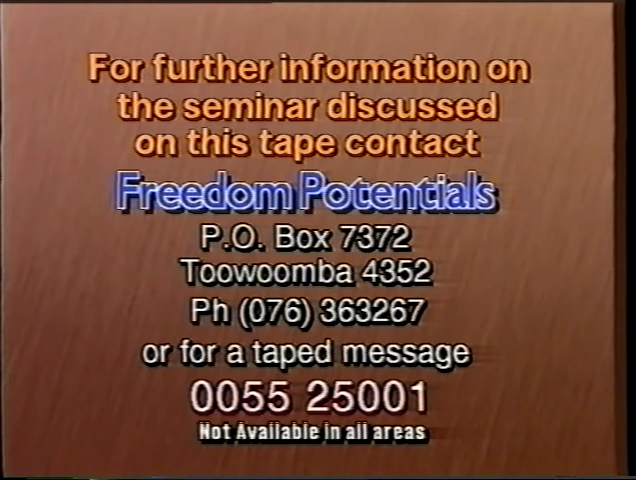 For further information on
the seminar discussed
on this tape contact
Freedom Potentials
P.O. Box 7372
Toowoomba 4352
Ph (076) 363267
or for a taped message
0055 25001
Not Available in all areas